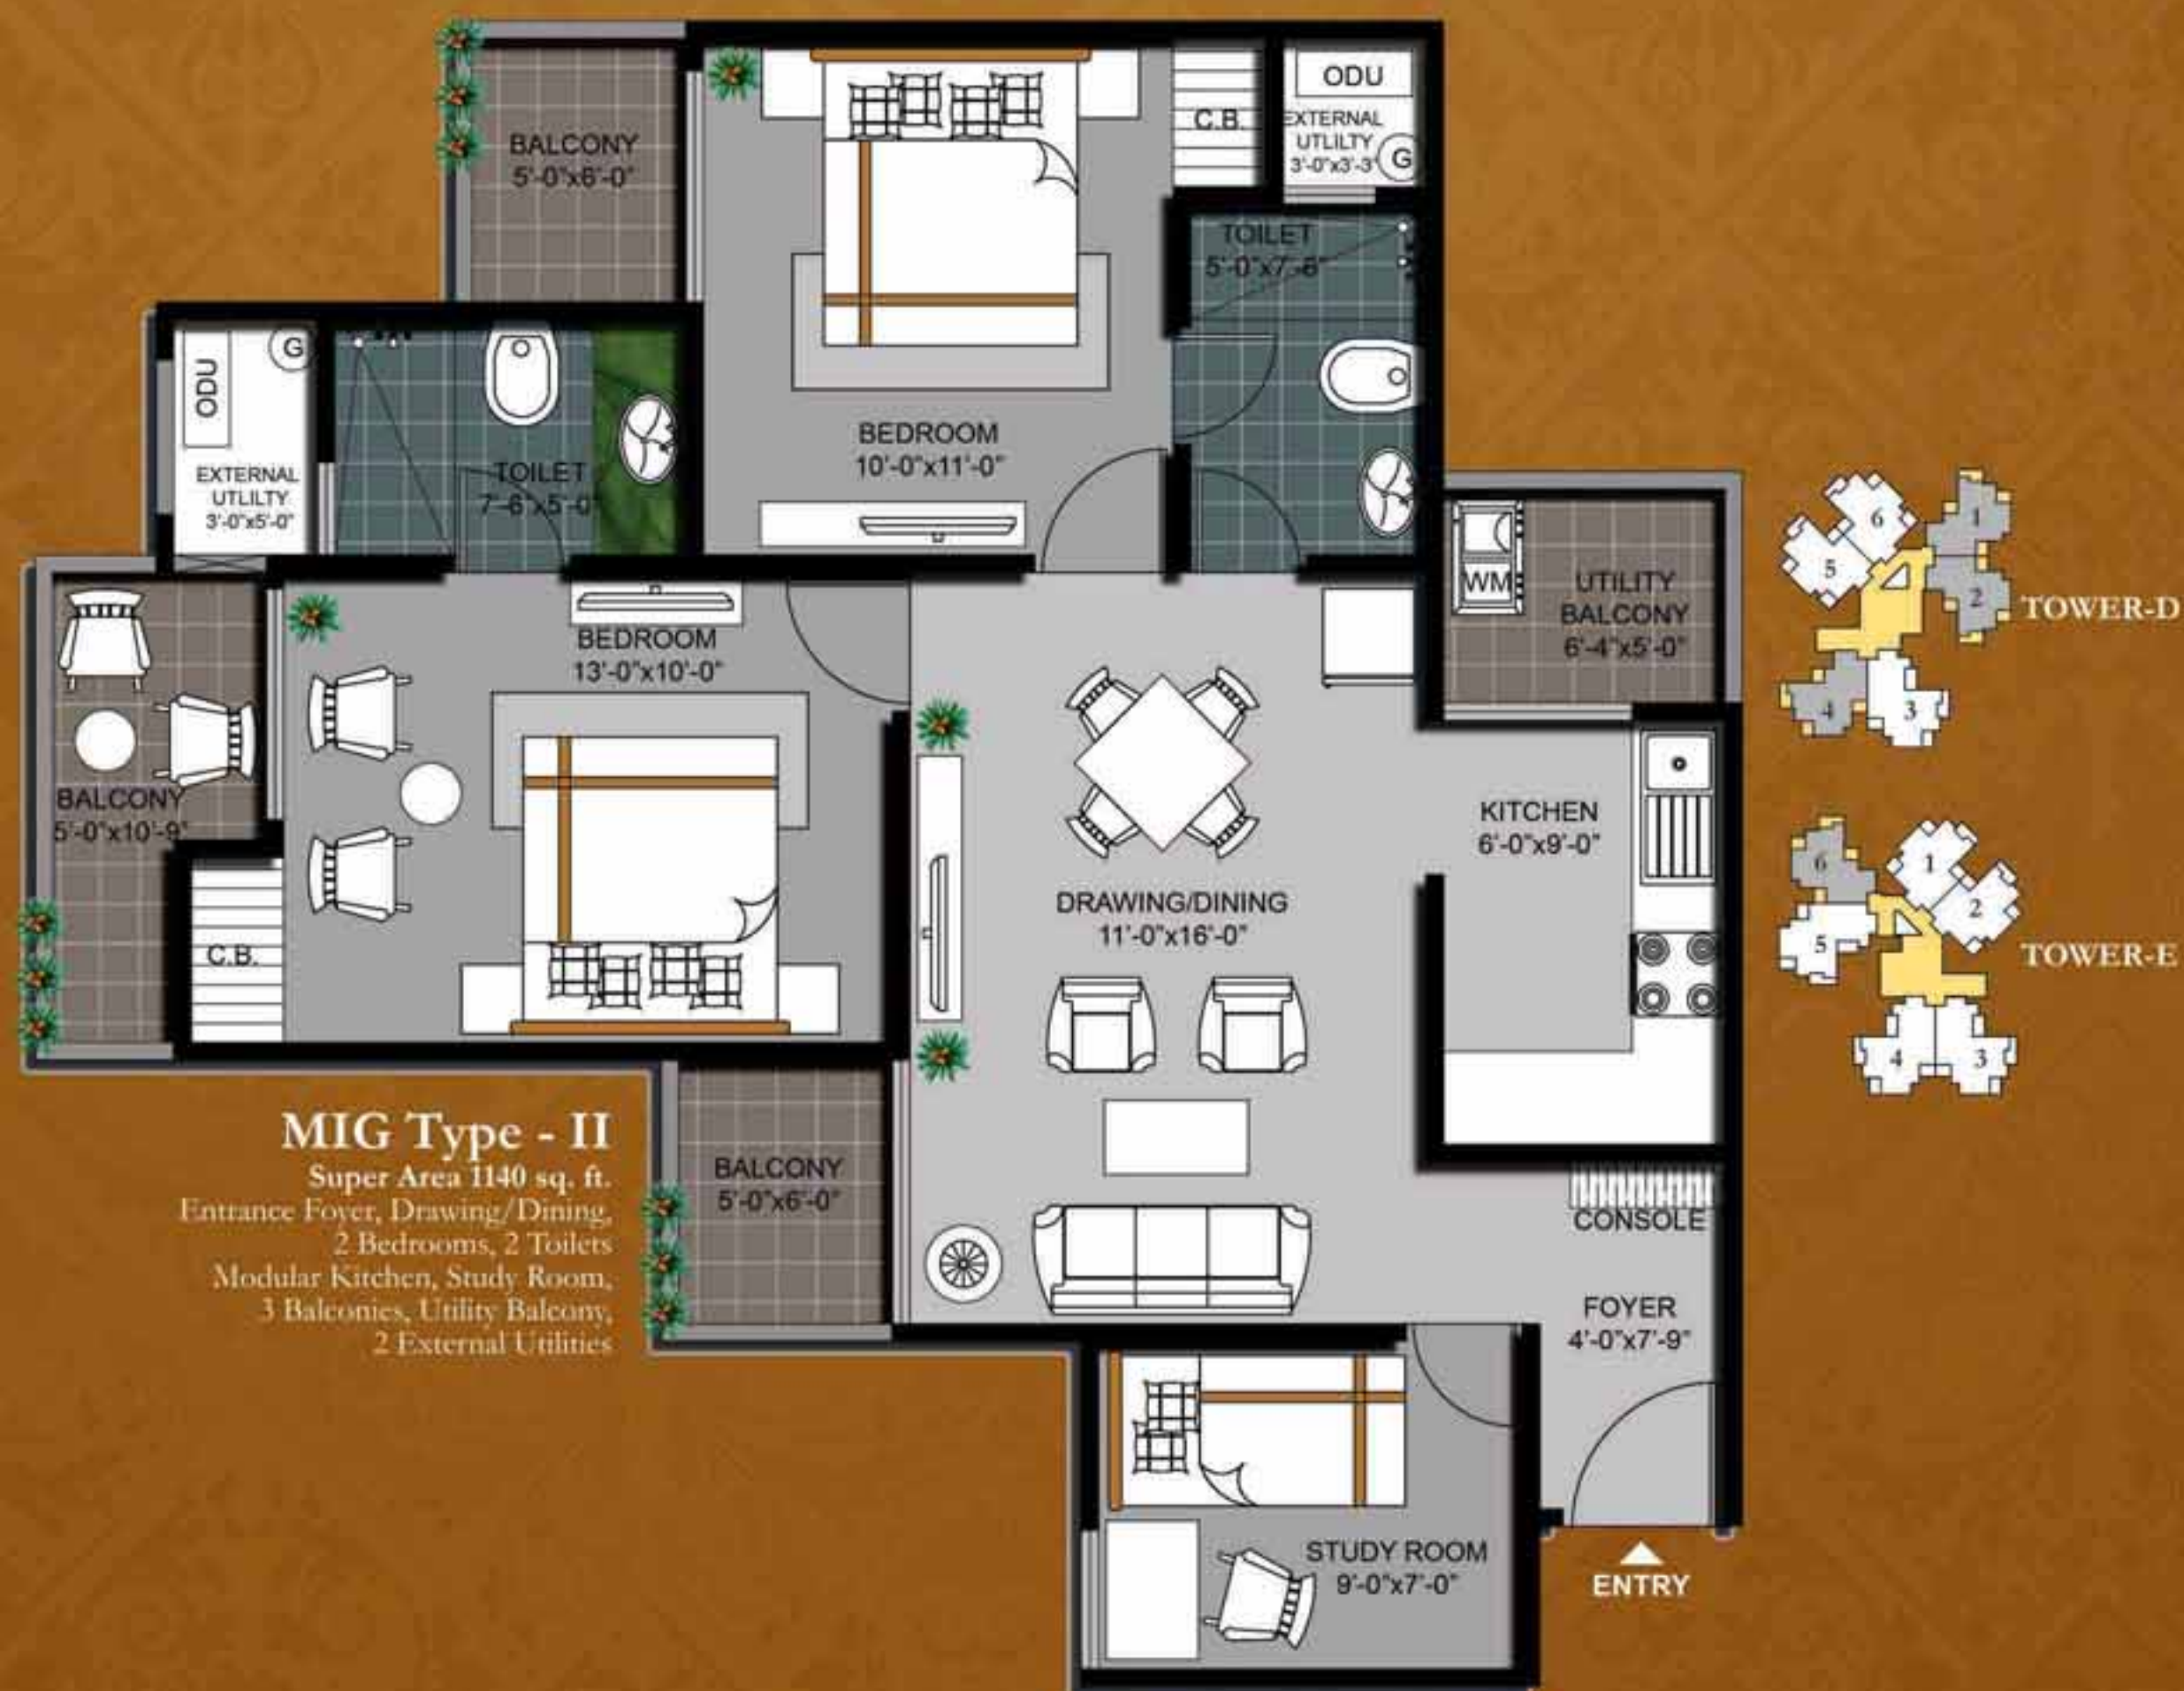 BALCONY
5'-0"x6'-0"
C.B.
ODU
EXTERNAL
UTLILTY
3'-0"x3'-3"
G
TOILET
5'-0"x7'-6"
BEDROOM
10'-0"x11'-0"
ODU
G
EXTERNAL
UTLILTY
3'-0"x5'-0"
TOILET
7'-6"x5'-0"
WM
UTILITY
BALCONY
6'-4"x5'-0"
BEDROOM
13'-0"x10'-0"
BALCONY
5'-0"x10'-9"
C.B.
DRAWING/DINING
11'-0"x16'-0"
KITCHEN
6'-0"x9'-0"
BALCONY
5'-0"x6'-0"
CONSOLE
FOYER
4'-0"x7'-9"
STUDY ROOM
9'-0"x7'-0"
ENTRY
MIG Type - II
Super Area 1140 sq. ft.
Entrance Foyer, Drawing/Dining,
2 Bedrooms, 2 Toilets
Modular Kitchen, Study Room,
3 Balconies, Utility Balcony,
2 External Utilities
6
1
5
2
TOWER-D
4
3
6
1
2
5
TOWER-E
4
3